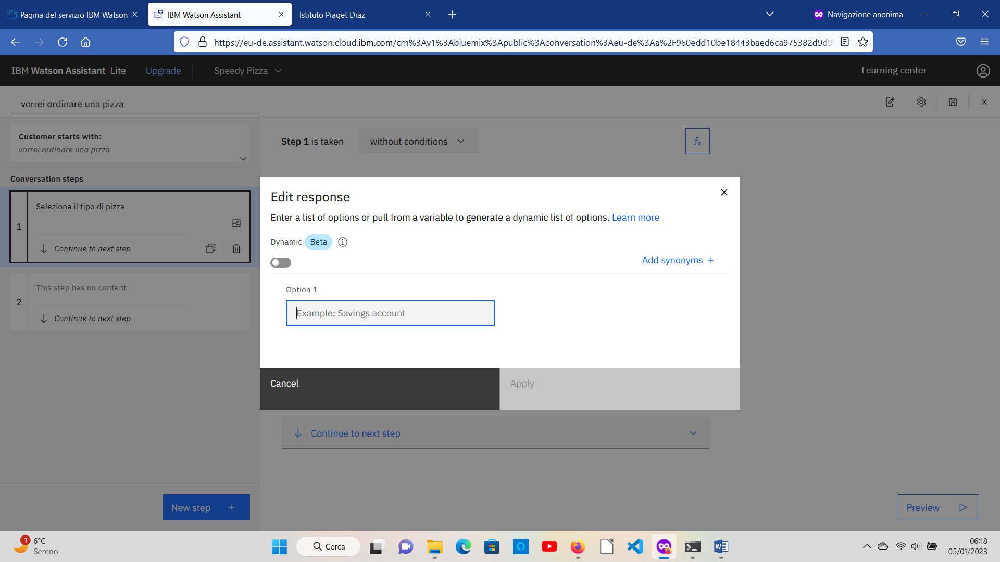 Pagina del servizio IBM Watson
IBM Watson Assistant
Istituto Piaget Diaz
Navigazione anonima
https://eu-de.assistant.watson.cloud.ibm.com/crn%3Av1%3Abluemix%3Apublic%3Aconversation%3Aeu-de%3Aa%2F960edd10be18443baed6ca975382d9d9
IBM Watson Assistant Lite
Upgrade
Speedy Pizza
Learning center
vorrei ordinare una pizza
Customer starts with:
vorrei ordinare una pizza
Step 1 is taken
without conditions
fx
Conversation steps
1
Seleziona il tipo di pizza
Continue to next step
2
This step has no content
Continue to next step
Edit response
Enter a list of options or pull from a variable to generate a dynamic list of options. Learn more
Dynamic Beta
Add synonyms +
Option 1
Example: Savings account
Cancel
Apply
Continue to next step
New step +
Preview
1
6°C
Sereno
Cerca
06:18
05/01/2023